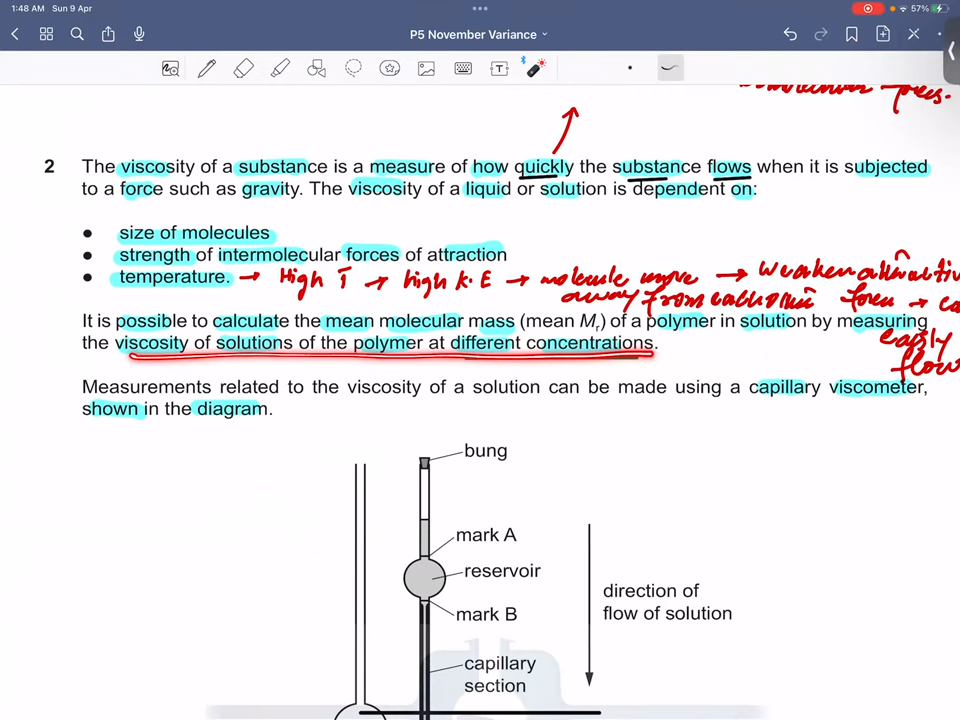 1:48 AM Sun 9 Apr
57%
P5 November Variance
forces.
2 The viscosity of a substance is a measure of how quickly the substance flows when it is subjected
to a force such as gravity. The viscosity of a liquid or solution is dependent on:
● size of molecules
● strength of intermolecular forces of attraction
● temperature. → High T → high K.E → molecule move → Weaken
away from force →
It is possible to calculate the mean molecular mass (mean Mr) of a polymer in solution by measuring
easily
the viscosity of solutions of the polymer at different concentrations.
flow
Measurements related to the viscosity of a solution can be made using a capillary viscometer,
shown in the diagram.
bung
mark A
reservoir
direction of
flow of solution
mark B
capillary
section